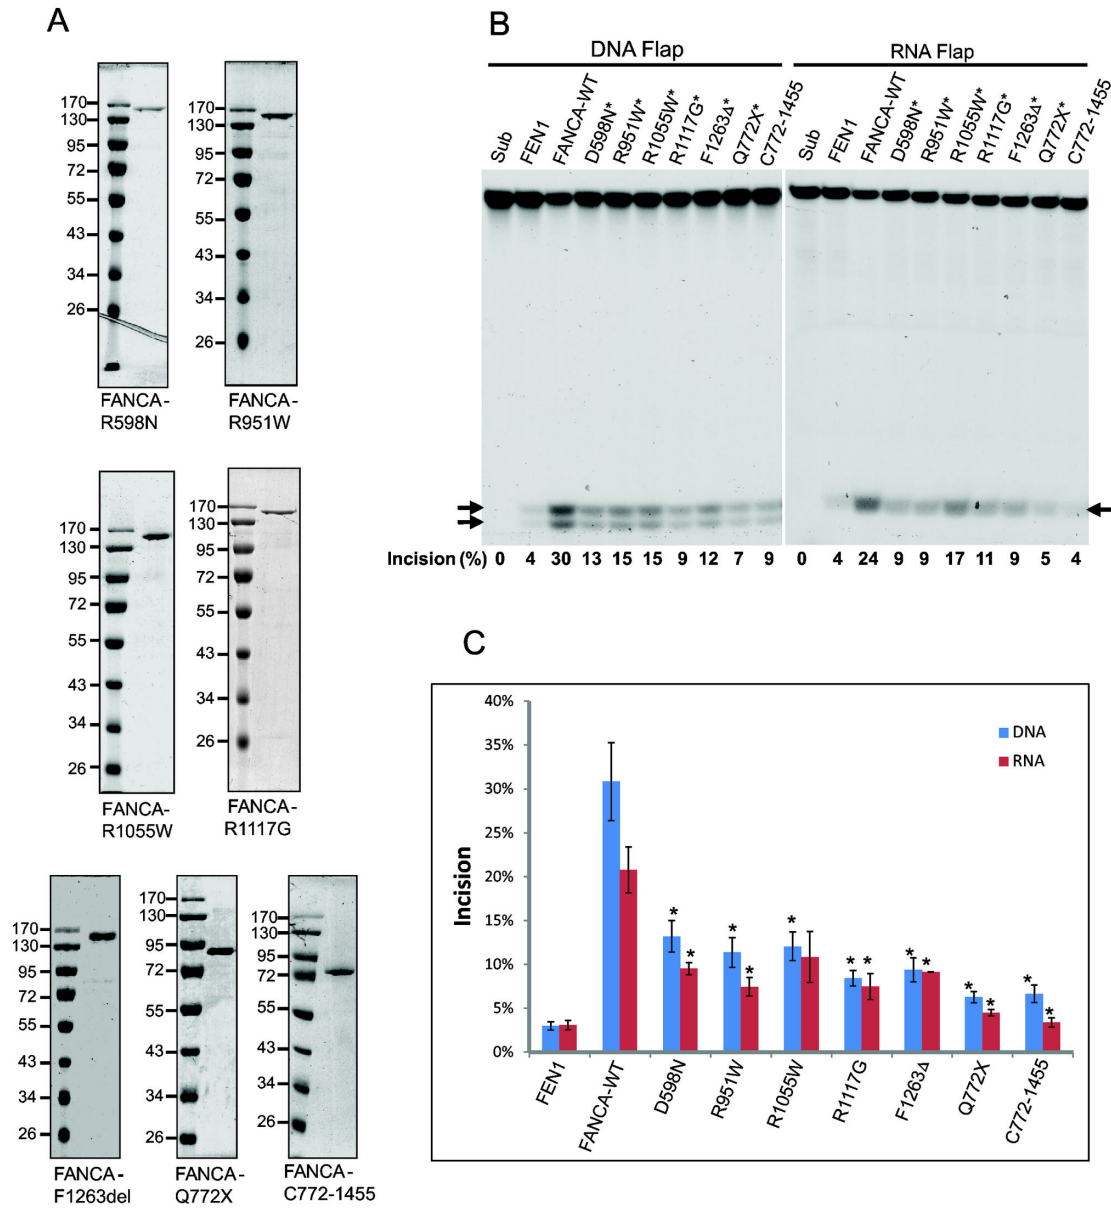 A
170
130
95
72
55
43
34
26
FANCA-
R598N
170
130
95
72
55
43
34
26
FANCA-
R951W
170
130
95
72
55
43
34
26
FANCA-
R1055W
170
130
95
72
55
43
34
26
FANCA-
R1117G
170
130
95
72
55
43
34
26
FANCA-
F1263del
170
130
95
72
55
43
34
26
FANCA-
Q772X
170
130
95
72
55
43
34
26
FANCA-
C772-1455
B
DNA Flap
Sub
FEN1
FANCA-WT
D598N*
R951W*
R1055W*
R1117G*
F1263Δ*
Q772X*
C772-1455
RNA Flap
Sub
FEN1
FANCA-WT
D598N*
R951W*
R1055W*
R1117G*
F1263Δ*
Q772X*
C772-1455
Incision (%) 0 4 30 13 15 15 9 12 7 9 0 4 24 9 9 17 11 9 5 4
C
Incision
40%
35%
30%
25%
20%
15%
10%
5%
0%
DNA
RNA
* * * * * * * * * * * * *
FEN1
FANCA-WT
D598N
R951W
R1055W
R1117G
F1263Δ
Q772X
C772-1455